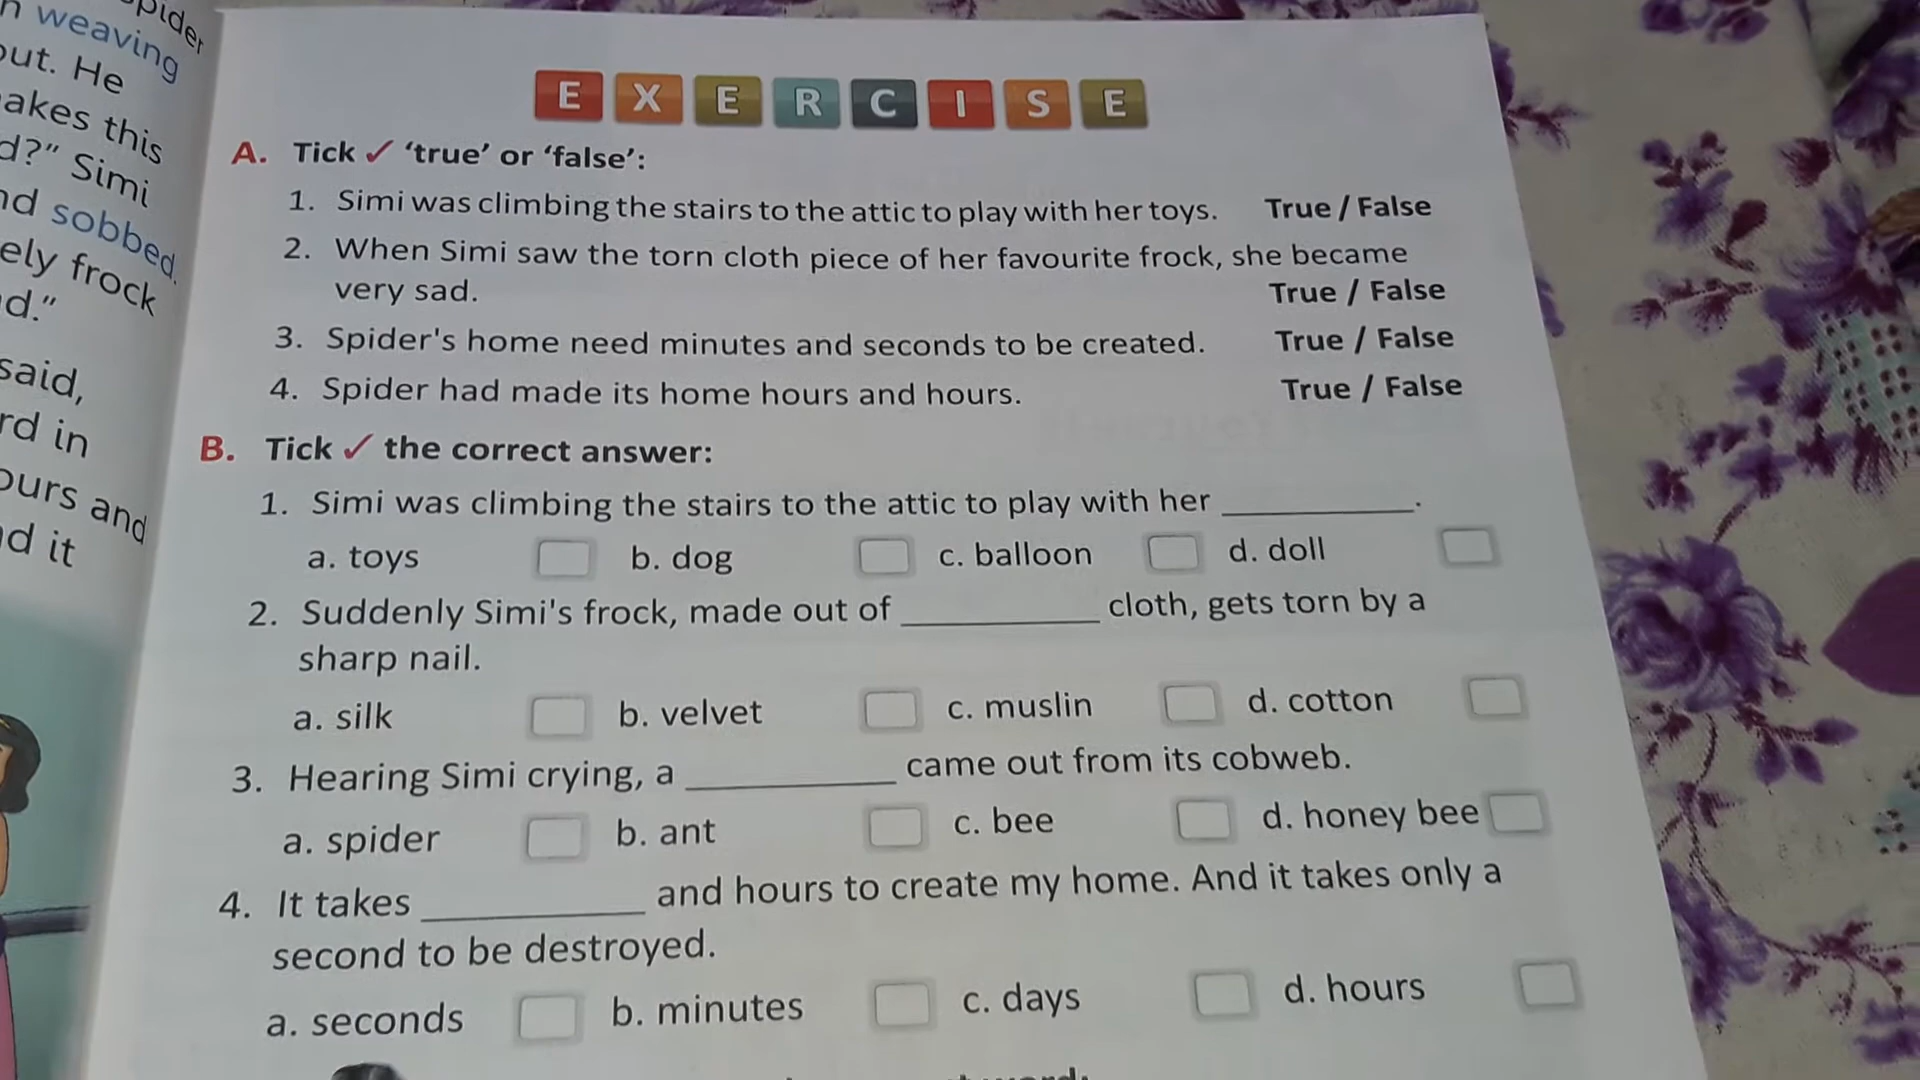 pider
n weaving
out. He
akes this
d?" Simi
nd sobbed.
ely frock
d."
said,
rd in
ours and
d it
EXERCISE
A. Tick ✓ 'true' or 'false':
1. Simi was climbing the stairs to the attic to play with her toys. True / False
2. When Simi saw the torn cloth piece of her favourite frock, she became
very sad. True / False
3. Spider's home need minutes and seconds to be created. True / False
4. Spider had made its home hours and hours. True / False
B. Tick ✓ the correct answer:
1. Simi was climbing the stairs to the attic to play with her ___________.
a. toys b. dog c. balloon d. doll
2. Suddenly Simi's frock, made out of ___________ cloth, gets torn by a
sharp nail.
a. silk b. velvet c. muslin d. cotton
3. Hearing Simi crying, a ___________ came out from its cobweb.
a. spider b. ant c. bee d. honey bee
4. It takes ___________ and hours to create my home. And it takes only a
second to be destroyed.
a. seconds b. minutes c. days d. hours